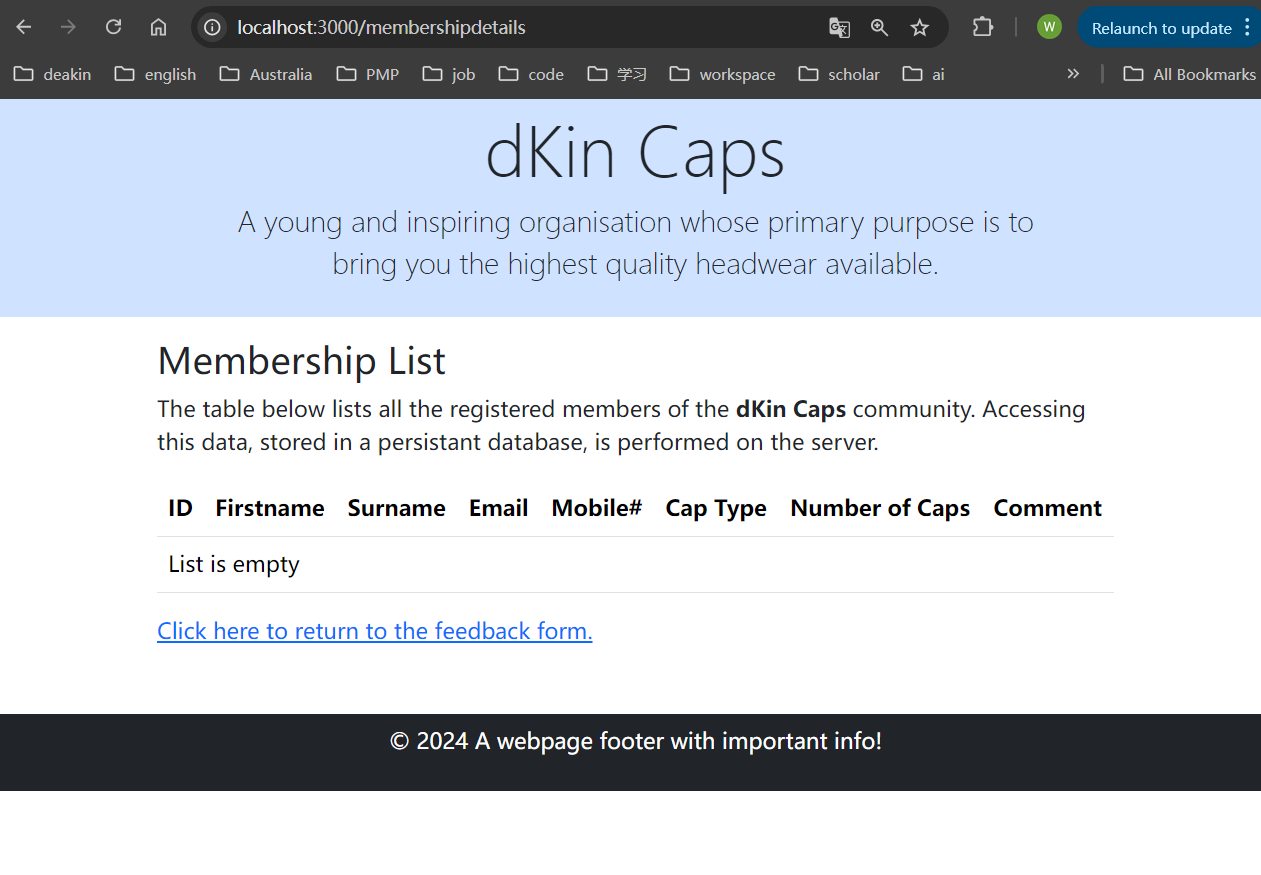 localhost:3000/membershipdetails
W
Relaunch to update
deakin english Australia PMP job code 学习 workspace scholar ai » All Bookmarks
dKin Caps
A young and inspiring organisation whose primary purpose is to
bring you the highest quality headwear available.
Membership List
The table below lists all the registered members of the dKin Caps community. Accessing
this data, stored in a persistant database, is performed on the server.
ID Firstname Surname Email Mobile# Cap Type Number of Caps Comment
List is empty
Click here to return to the feedback form.
© 2024 A webpage footer with important info!